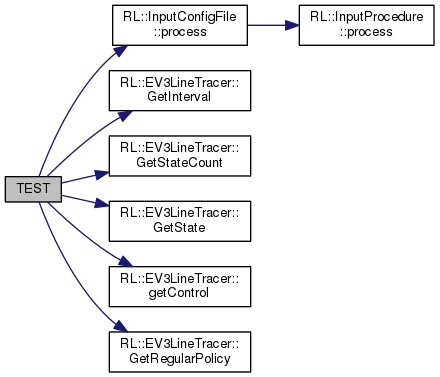 RL::InputConfigFile
::process
RL::InputProcedure
::process
RL::EV3LineTracer::
GetInterval
RL::EV3LineTracer::
GetStateCount
TEST
RL::EV3LineTracer::
GetState
RL::EV3LineTracer::
getControl
RL::EV3LineTracer::
GetRegularPolicy